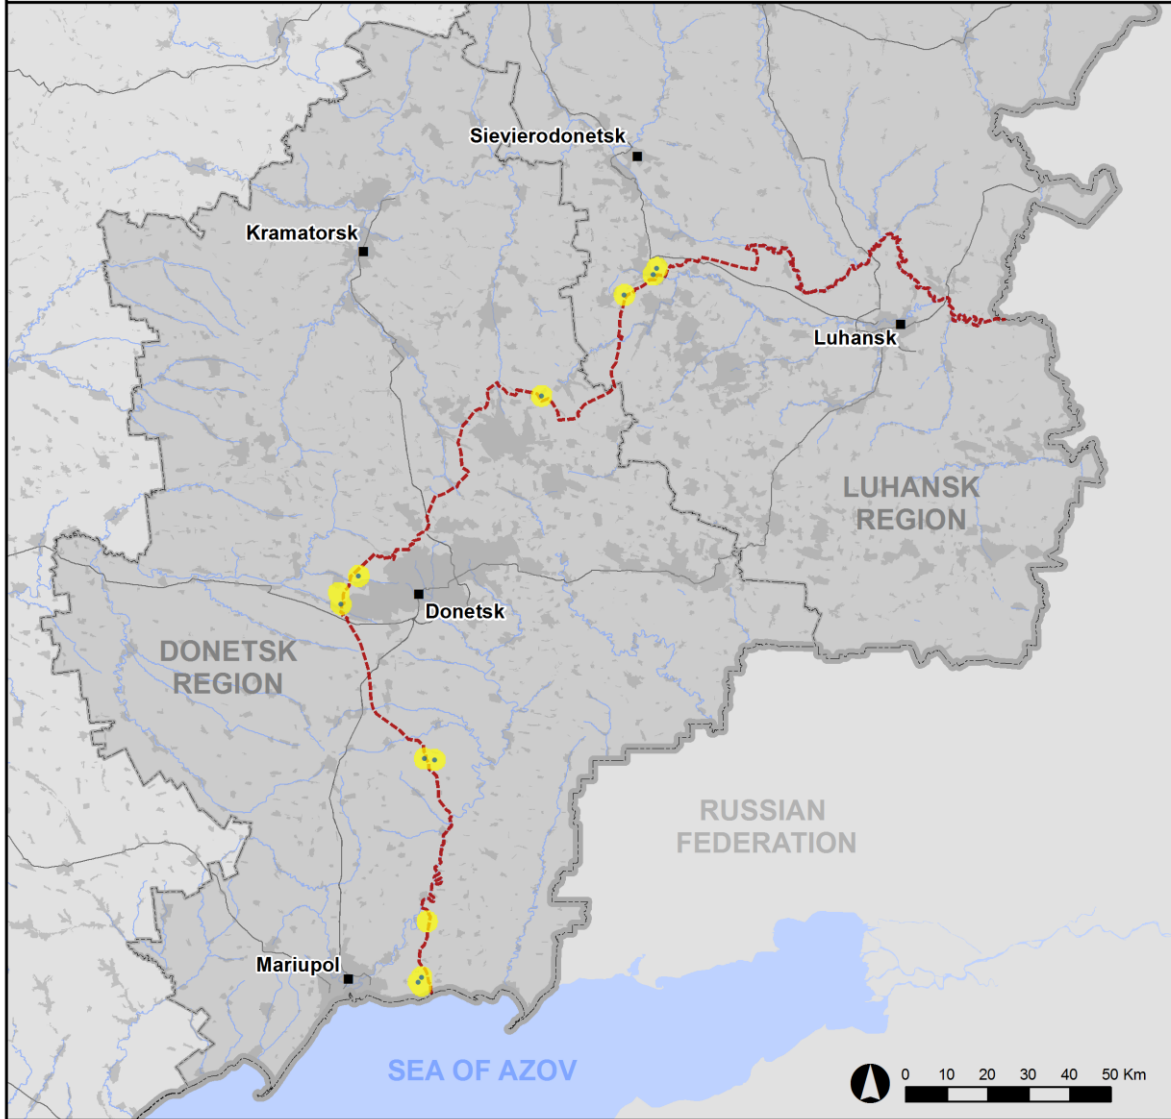 Sievierodonetsk
Kramatorsk
Luhansk
LUHANSK
REGION
Donetsk
DONETSK
REGION
RUSSIAN
FEDERATION
Mariupol
SEA OF AZOV
0 10 20 30 40 50 Km